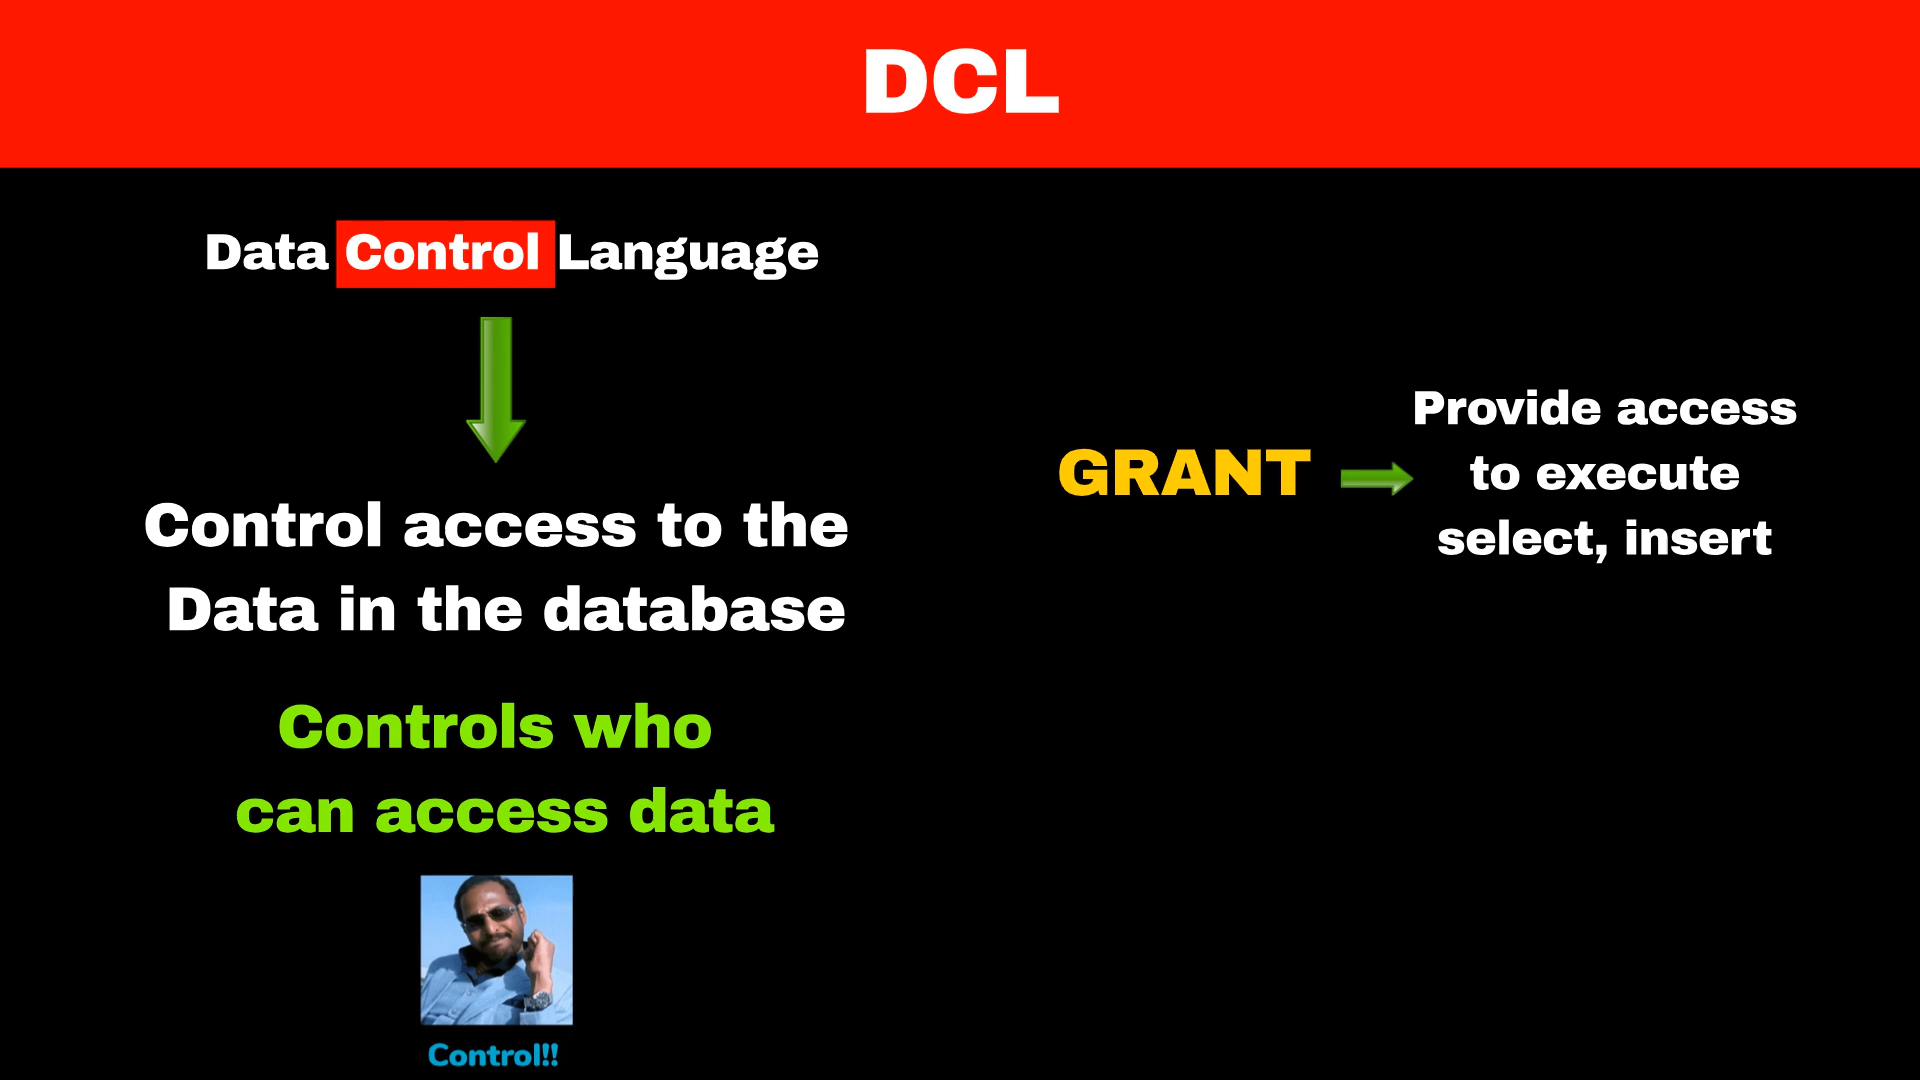 DCL
Data Control Language
Control access to the
Data in the database
Controls who
can access data
Control!!
GRANT
Provide access
to execute
select, insert